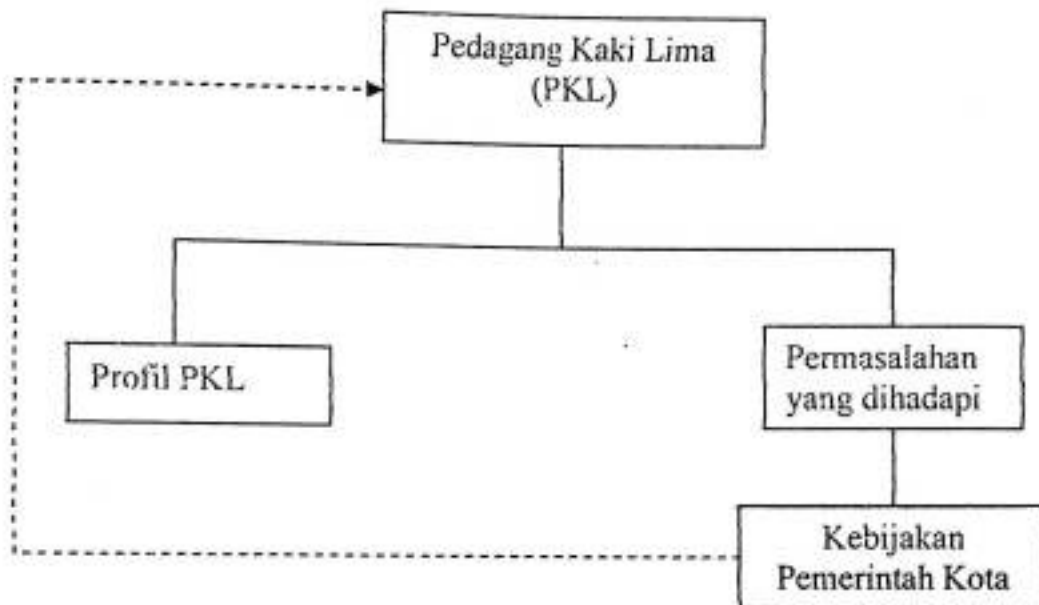 Pedagang Kaki Lima
(PKL)
Profil PKL
Permasalahan
yang dihadapi
Kebijakan
Pemerintah Kota